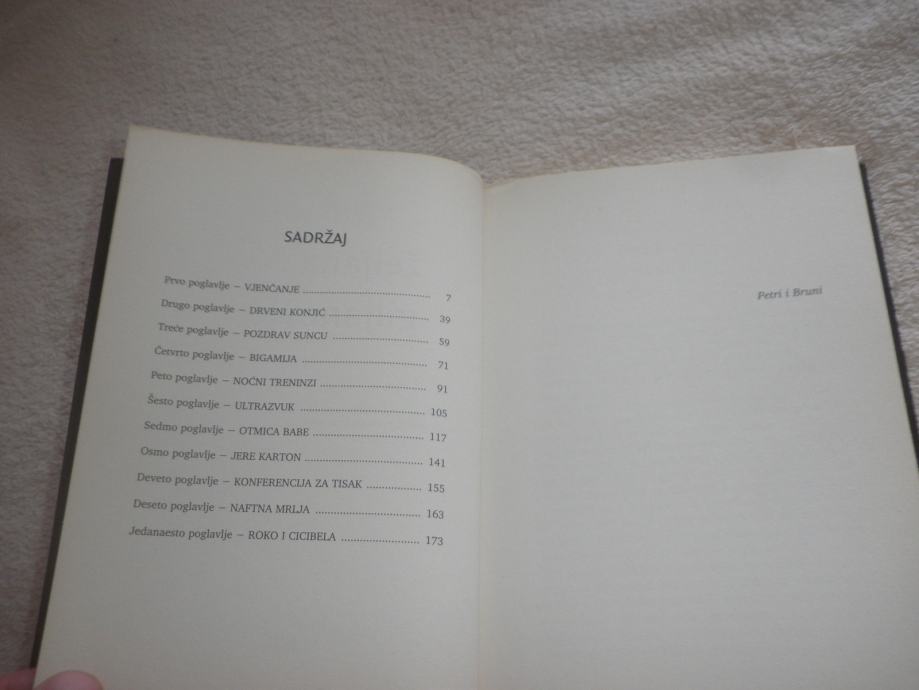 SADRŽAJ
Prvo poglavlje – VJENČANJE ........................................ 7
Drugo poglavlje – DRVENI KONJIĆ ................................ 39
Treće poglavlje – POZDRAV SUNCU ............................... 59
Četvrto poglavlje – BIGAMIJA ........................................ 71
Peto poglavlje – NOĆNI TRENINZI .................................. 91
Šesto poglavlje – ULTRAZVUK ........................................ 105
Sedmo poglavlje – OTMICA BABE .................................... 117
Osmo poglavlje – JERE KARTON ...................................... 141
Deveto poglavlje – KONFERENCIJA ZA TISAK .................. 155
Deseto poglavlje – NAFTNA MRLJA .................................. 163
Jedanaesto poglavlje – ROKO I CICIBELA .......................... 173
Petri i Bruni